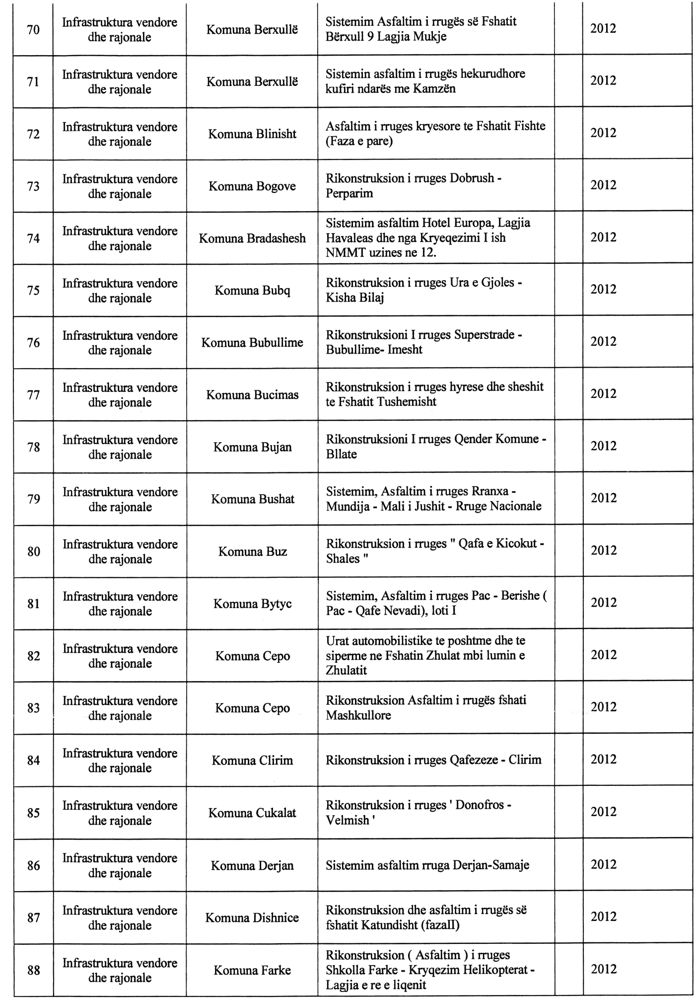 70
Infrastruktura vendore
dhe rajonale
Komuna Berxullë
Sistemim Asfaltim i rrugës së Fshatit
Bërxull 9 Lagjia Mukje
2012
71
Infrastruktura vendore
dhe rajonale
Komuna Berxullë
Sistemin asfaltim i rrugës hekurudhore
kufiri ndarës me Kamzën
2012
72
Infrastruktura vendore
dhe rajonale
Komuna Blinisht
Asfaltim i rruges kryesore te Fshatit Fishte
(Faza e pare)
2012
73
Infrastruktura vendore
dhe rajonale
Komuna Bogove
Rikonstruksion i rruges Dobrush -
Perparim
2012
74
Infrastruktura vendore
dhe rajonale
Komuna Bradashesh
Sistemim asfaltim Hotel Europa, Lagjia
Havaleas dhe nga Kryeqezimi I ish
NMMT uzines ne 12.
2012
75
Infrastruktura vendore
dhe rajonale
Komuna Bubq
Rikonstruksion i rruges Ura e Gjoles -
Kisha Bilaj
2012
76
Infrastruktura vendore
dhe rajonale
Komuna Bubullime
Rikonstruksioni I rruges Superstrade -
Bubullime- Imesht
2012
77
Infrastruktura vendore
dhe rajonale
Komuna Bucimas
Rikonstruksion i rruges hyrese dhe sheshit
te Fshatit Tushemisht
2012
78
Infrastruktura vendore
dhe rajonale
Komuna Bujan
Rikonstruksioni I rruges Qender Komune -
Bllate
2012
79
Infrastruktura vendore
dhe rajonale
Komuna Bushat
Sistemim, Asfaltim i rruges Rranxa -
Mundija - Mali i Jushit - Rruge Nacionale
2012
80
Infrastruktura vendore
dhe rajonale
Komuna Buz
Rikonstruksion i rruges " Qafa e Kicokut -
Shales "
2012
81
Infrastruktura vendore
dhe rajonale
Komuna Bytyc
Sistemim, Asfaltim i rruges Pac - Berishe (
Pac - Qafe Nevadi), loti I
2012
82
Infrastruktura vendore
dhe rajonale
Komuna Cepo
Urat automobilistike te poshtme dhe te
siperme ne Fshatin Zhulat mbi lumin e
Zhulatit
2012
83
Infrastruktura vendore
dhe rajonale
Komuna Cepo
Rikonstruksion Asfaltim i rrugës fshati
Mashkullore
2012
84
Infrastruktura vendore
dhe rajonale
Komuna Clirim
Rikonstruksion i rruges Qafezeze - Clirim
2012
85
Infrastruktura vendore
dhe rajonale
Komuna Cukalat
Rikonstruksion i rruges ' Donofros -
Velmish '
2012
86
Infrastruktura vendore
dhe rajonale
Komuna Derjan
Sistemim asfaltim rruga Derjan-Samaje
2012
87
Infrastruktura vendore
dhe rajonale
Komuna Dishnice
Rikonstruksion dhe asfaltim i rrugës së
fshatit Katundisht (fazaII)
2012
88
Infrastruktura vendore
dhe rajonale
Komuna Farke
Rikonstruksion ( Asfaltim ) i rruges
Shkolla Farke - Kryqezim Helikopterat -
Lagjia e re e liqenit
2012